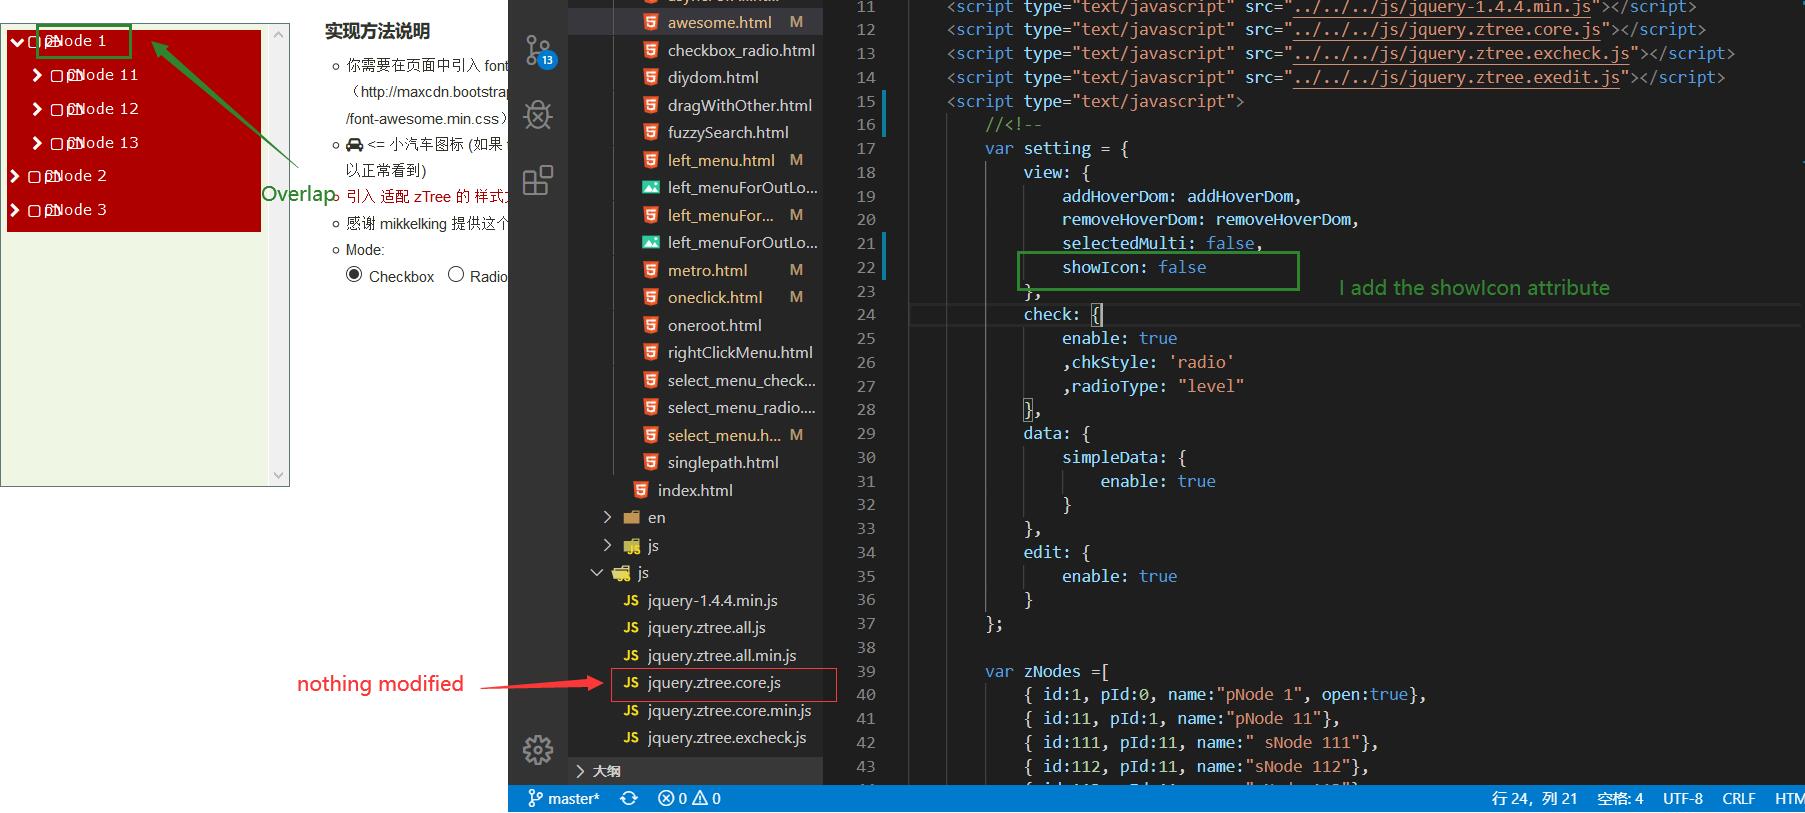 pNode 1
pNode 11
pNode 12
pNode 13
pNode 2
pNode 3
Overlap
nothing modified
实现方法说明
你需要在页面中引入 font
（http://maxcdn.bootstrap
/font-awesome.min.css）
<= 小汽车图标 (如果
以正常看到)
引入 适配 zTree 的 样式
感谢 mikkelking 提供这个
Mode:
Checkbox Radio
13
awesome.html M
checkbox_radio.html
diydom.html
dragWithOther.html
fuzzySearch.html
left_menu.html M
left_menuForOutLo...
left_menuFor... M
left_menuForOutLo...
metro.html M
oneclick.html M
oneroot.html
rightClickMenu.html
select_menu_check...
select_menu_radio....
select_menu.h... M
singlepath.html
index.html
en
js
js
jquery-1.4.4.min.js
jquery.ztree.all.js
jquery.ztree.all.min.js
jquery.ztree.core.js
jquery.ztree.core.min.js
jquery.ztree.excheck.js
大纲
11 <script type="text/javascript" src="../../../js/jquery-1.4.4.min.js"></script>
12 <script type="text/javascript" src="../../../js/jquery.ztree.core.js"></script>
13 <script type="text/javascript" src="../../../js/jquery.ztree.excheck.js"></script>
14 <script type="text/javascript" src="../../../js/jquery.ztree.exedit.js"></script>
15 <script type="text/javascript">
16 //<!--
17 var setting = {
18 view: {
19 addHoverDom: addHoverDom,
20 removeHoverDom: removeHoverDom,
21 selectedMulti: false,
22 showIcon: false
I add the showIcon attribute
23 },
24 check: {
25 enable: true
26 ,chkStyle: 'radio'
27 ,radioType: "level"
28 },
29 data: {
30 simpleData: {
31 enable: true
32 }
33 },
34 edit: {
35 enable: true
36 }
37 };
38
39 var zNodes =[
40 { id:1, pId:0, name:"pNode 1", open:true},
41 { id:11, pId:1, name:"pNode 11"},
42 { id:111, pId:11, name:" sNode 111"},
43 { id:112, pId:11, name:"sNode 112"},
master* 0 0 行 24，列 21 空格: 4 UTF-8 CRLF HTM